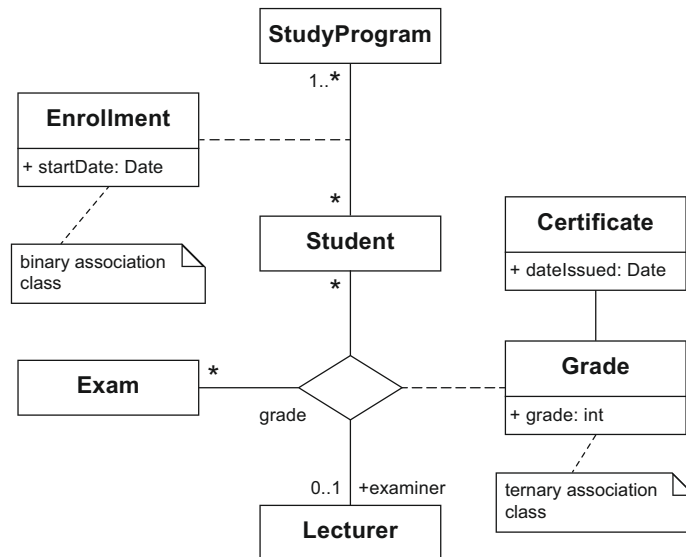 StudyProgram
1..*
Enrollment
+ startDate: Date
*
Student
*
binary association
class
Certificate
+ dateIssued: Date
Exam
*
grade
Grade
+ grade: int
0..1 +examiner
Lecturer
ternary association
class